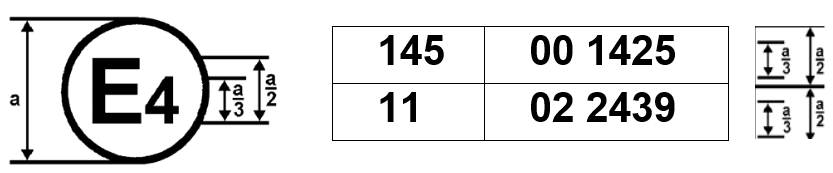 a E4 a/3 a/2
145 00 1425 a/3 a/2
11 02 2439 a/3 a/2